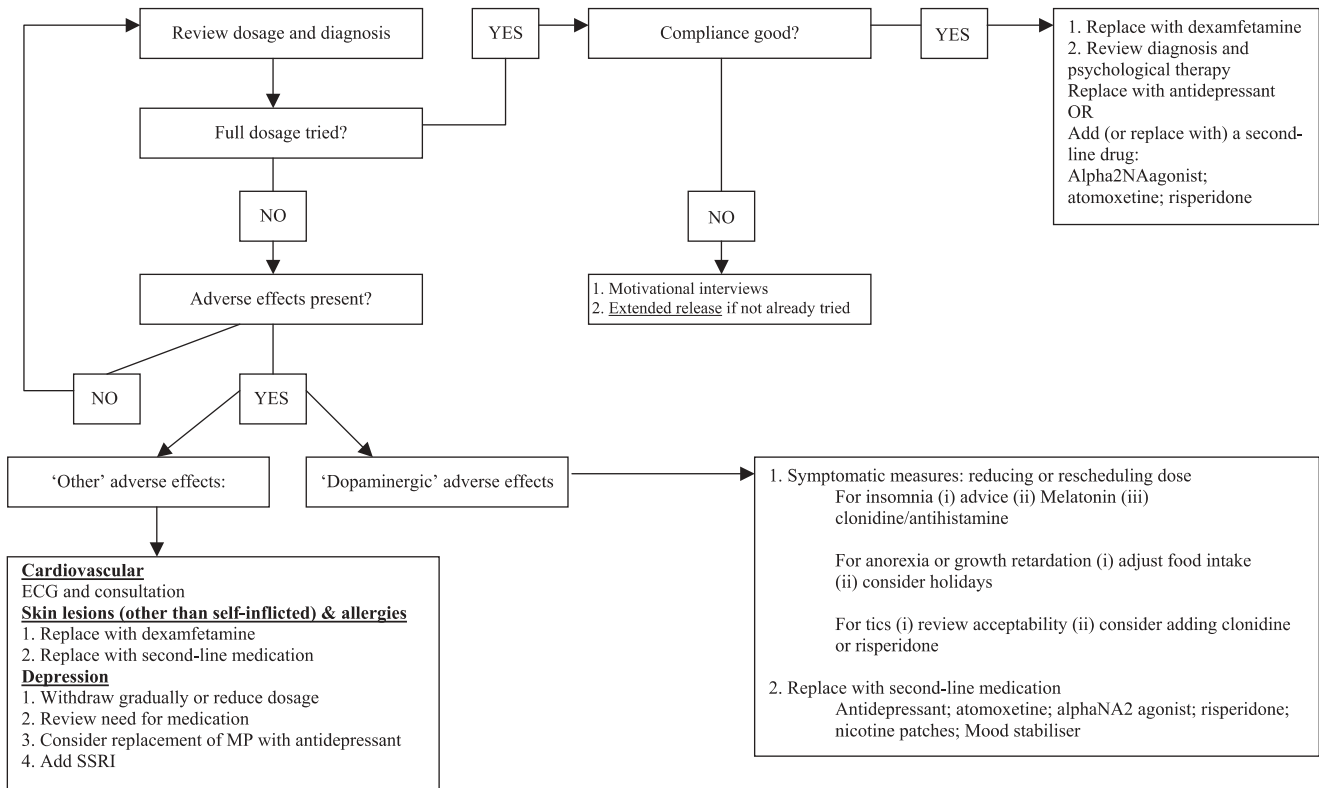 Review dosage and diagnosis
YES
Compliance good?
YES
1. Replace with dexamfetamine
2. Review diagnosis and
psychological therapy
Replace with antidepressant
OR
Add (or replace with) a second-
line drug:
Alpha2NAagonist;
atomoxetine; risperidone
Full dosage tried?
NO
NO
Adverse effects present?
1. Motivational interviews
2. Extended release if not already tried
NO
YES
‘Other’ adverse effects:
‘Dopaminergic’ adverse effects
1. Symptomatic measures: reducing or rescheduling dose
For insomnia (i) advice (ii) Melatonin (iii)
clonidine/antihistamine
For anorexia or growth retardation (i) adjust food intake
(ii) consider holidays
For tics (i) review acceptability (ii) consider adding clonidine
or risperidone
2. Replace with second-line medication
Antidepressant; atomoxetine; alphaNA2 agonist; risperidone;
nicotine patches; Mood stabiliser
Cardiovascular
ECG and consultation
Skin lesions (other than self-inflicted) & allergies
1. Replace with dexamfetamine
2. Replace with second-line medication
Depression
1. Withdraw gradually or reduce dosage
2. Review need for medication
3. Consider replacement of MP with antidepressant
4. Add SSRI